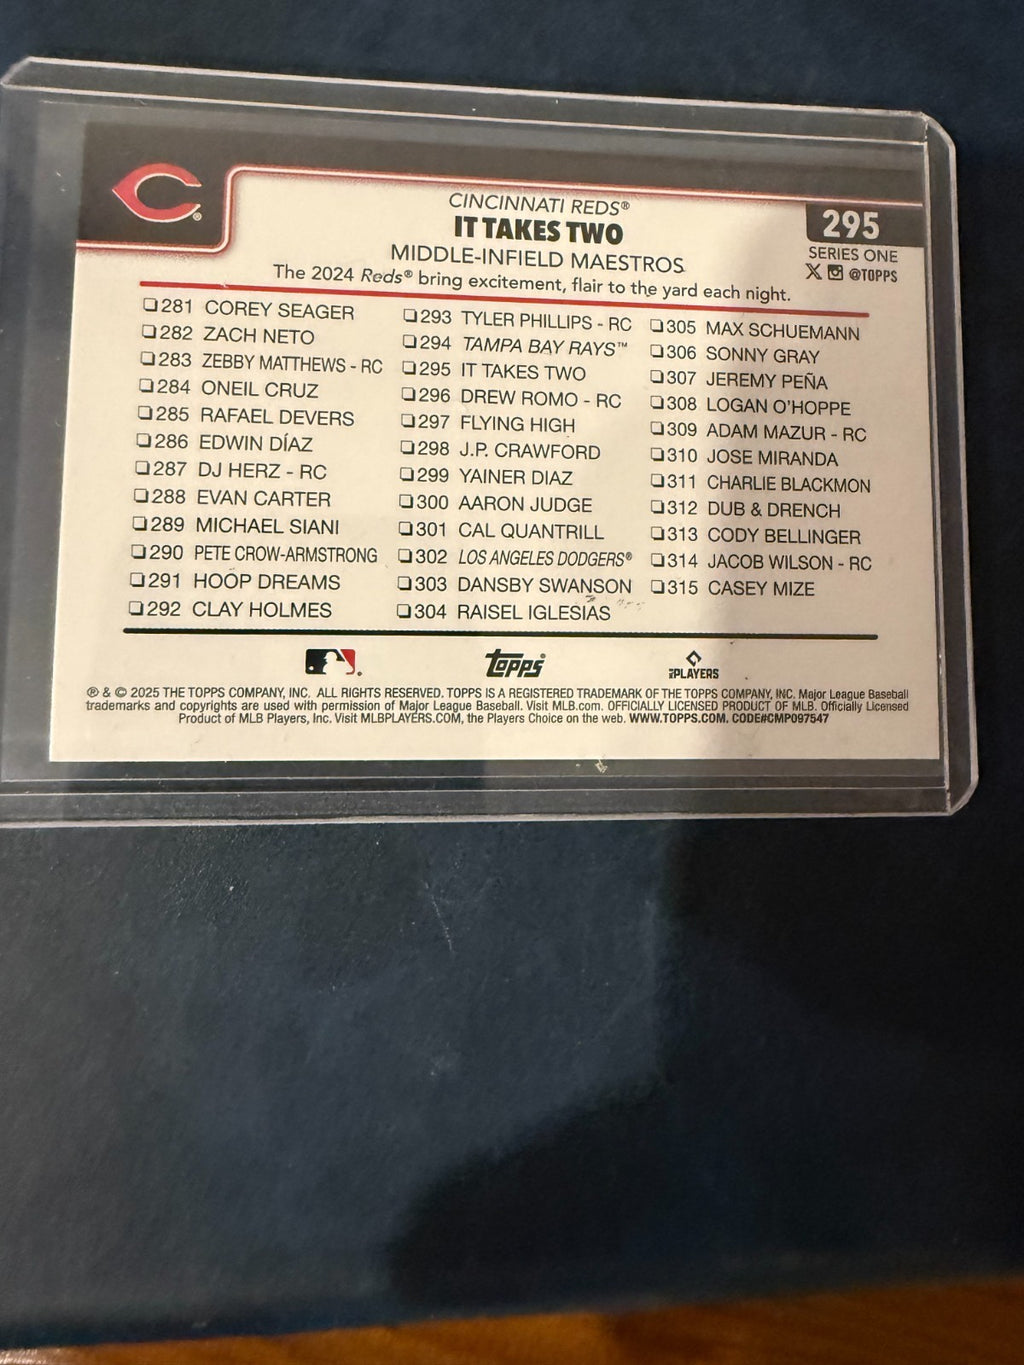 C®
CINCINNATI REDS®
IT TAKES TWO
MIDDLE-INFIELD MAESTROS
The 2024 Reds® bring excitement, flair to the yard each night.
295
SERIES ONE
@TOPPS
281 COREY SEAGER
282 ZACH NETO
283 ZEBBY MATTHEWS - RC
284 ONEIL CRUZ
285 RAFAEL DEVERS
286 EDWIN DÍAZ
287 DJ HERZ - RC
288 EVAN CARTER
289 MICHAEL SIANI
290 PETE CROW-ARMSTRONG
291 HOOP DREAMS
292 CLAY HOLMES
293 TYLER PHILLIPS - RC
294 TAMPA BAY RAYS™
295 IT TAKES TWO
296 DREW ROMO - RC
297 FLYING HIGH
298 J.P. CRAWFORD
299 YAINER DIAZ
300 AARON JUDGE
301 CAL QUANTRILL
302 LOS ANGELES DODGERS®
303 DANSBY SWANSON
304 RAISEL IGLESIAS
305 MAX SCHUEMANN
306 SONNY GRAY
307 JEREMY PEÑA
308 LOGAN O'HOPPE
309 ADAM MAZUR - RC
310 JOSE MIRANDA
311 CHARLIE BLACKMON
312 DUB & DRENCH
313 CODY BELLINGER
314 JACOB WILSON - RC
315 CASEY MIZE
Topps®
PLAYERS
® & © 2025 THE TOPPS COMPANY, INC. ALL RIGHTS RESERVED. TOPPS IS A REGISTERED TRADEMARK OF THE TOPPS COMPANY, INC. Major League Baseball
trademarks and copyrights are used with permission of Major League Baseball. Visit MLB.com. OFFICIALLY LICENSED PRODUCT OF MLB. Officially Licensed
Product of MLB Players, Inc. Visit MLBPLAYERS.COM, the Players Choice on the web. WWW.TOPPS.COM. CODE#CMP097547